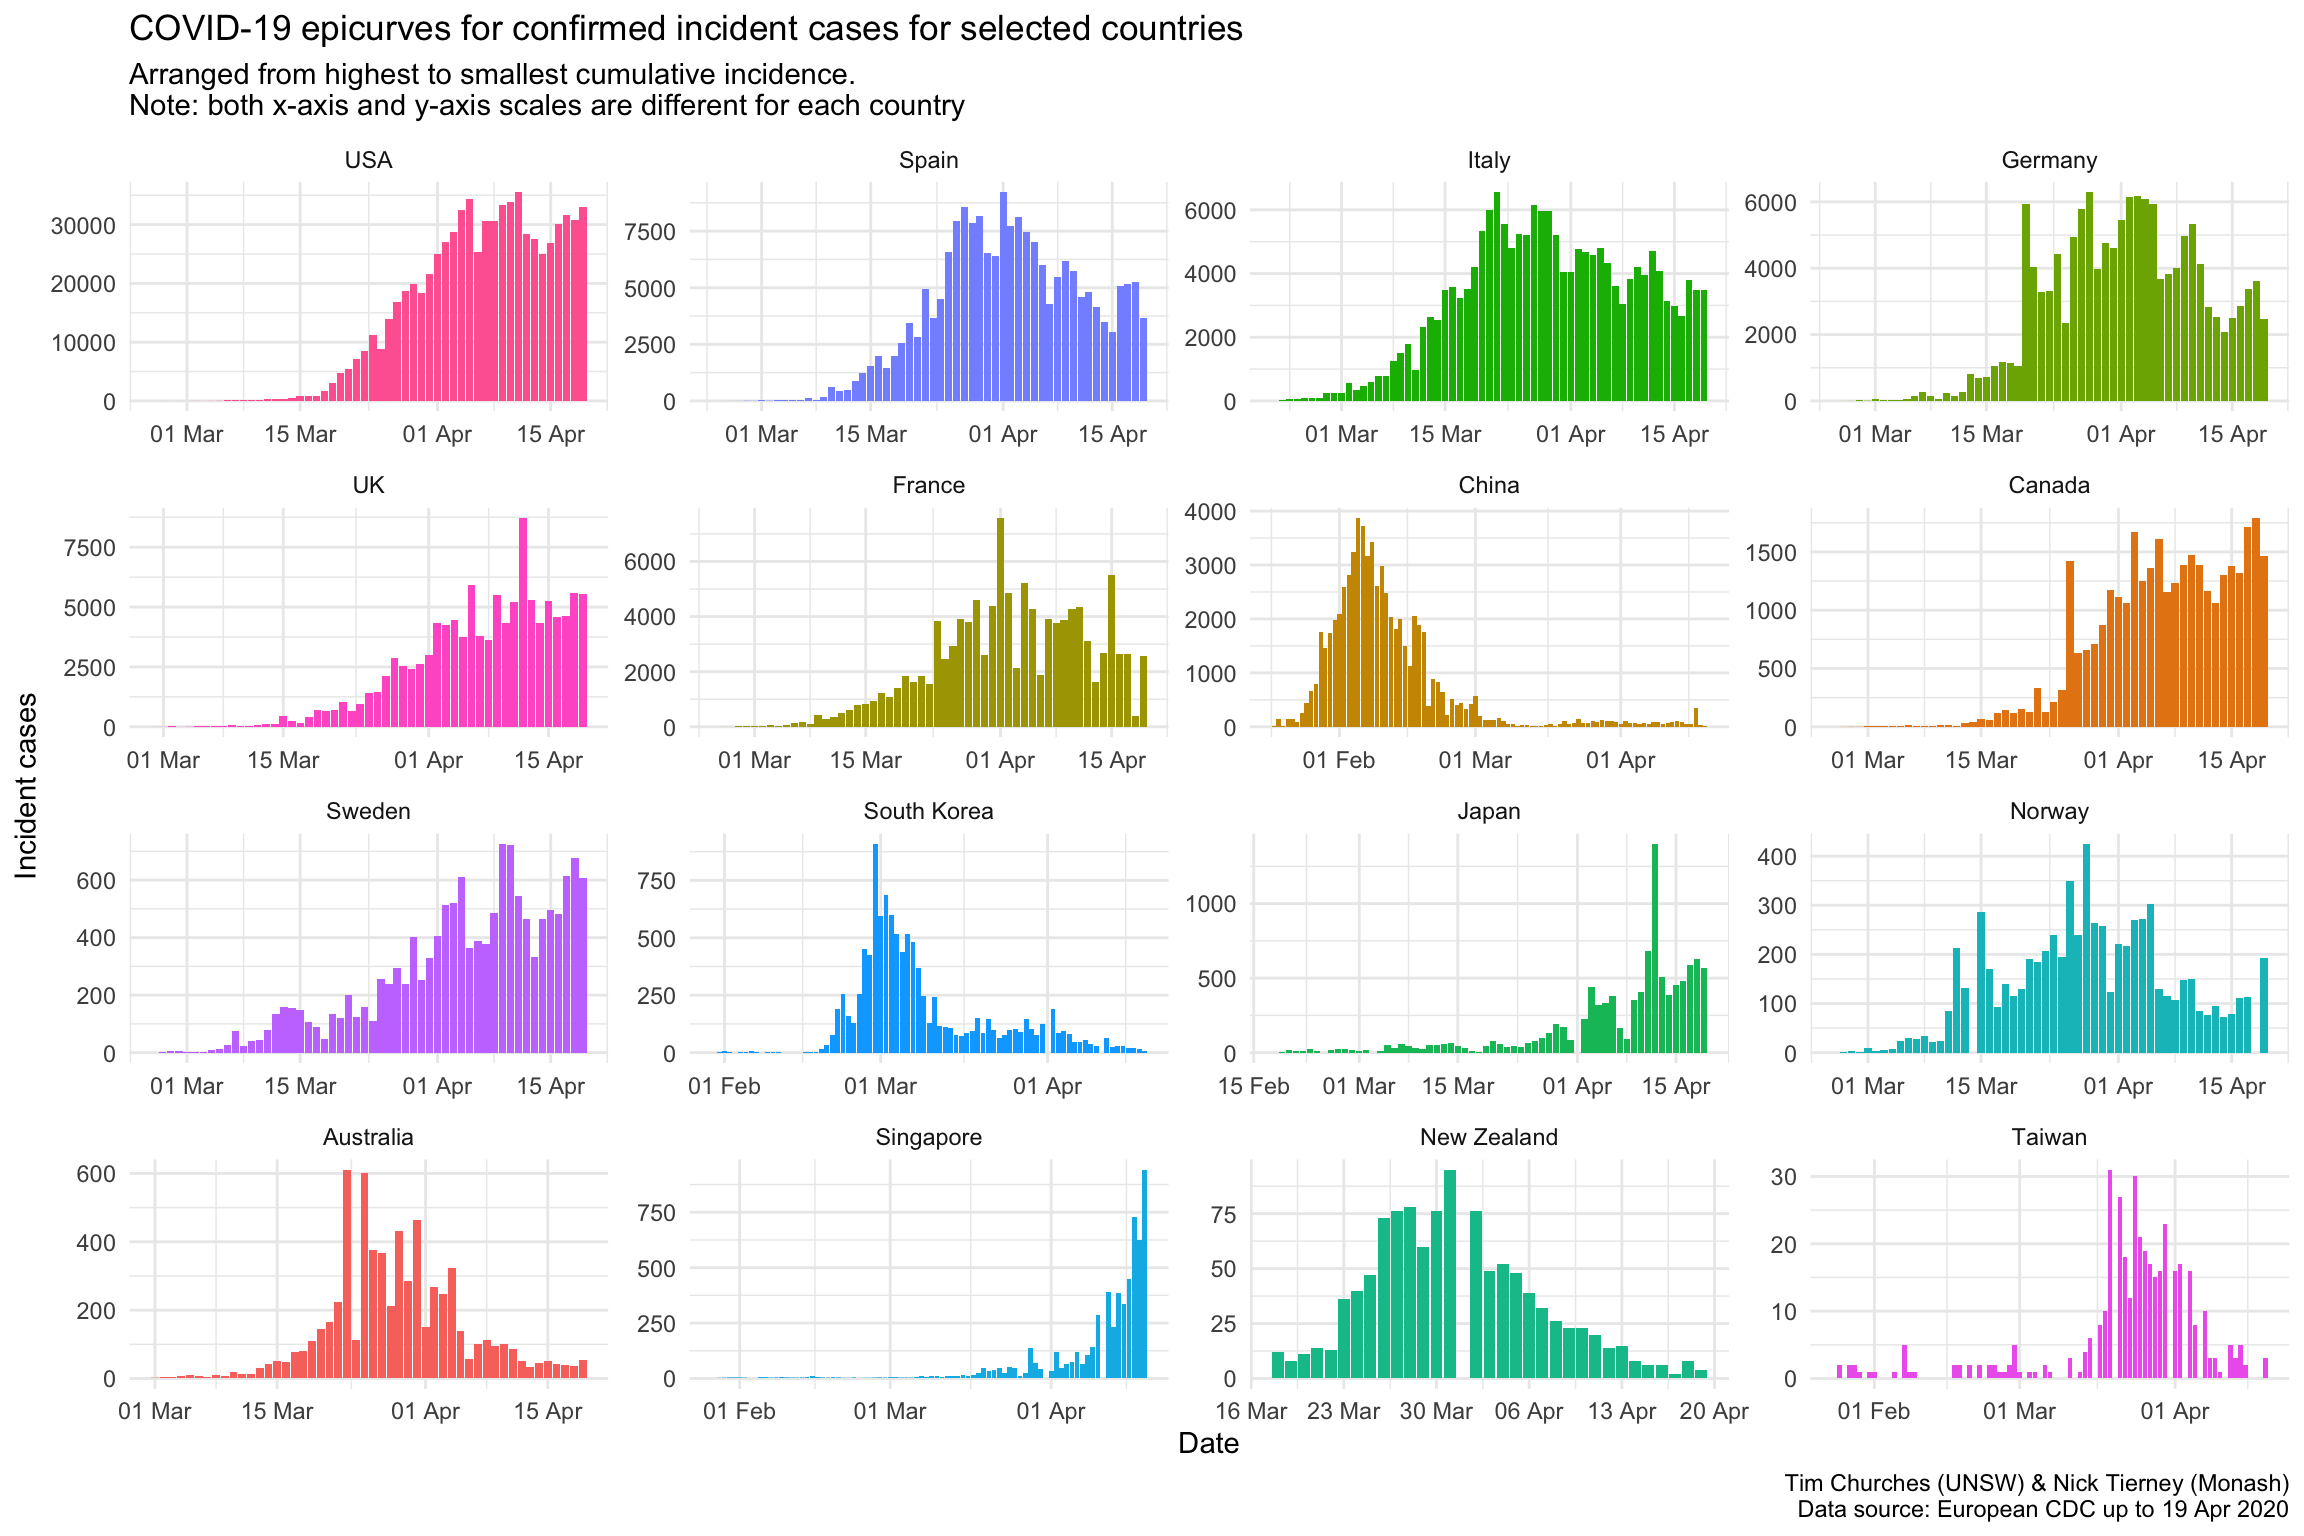 COVID-19 epicurves for confirmed incident cases for selected countries
Arranged from highest to smallest cumulative incidence.
Note: both x-axis and y-axis scales are different for each country
USA
30000
20000
10000
0
01 Mar 15 Mar 01 Apr 15 Apr
Spain
7500
5000
2500
0
01 Mar 15 Mar 01 Apr 15 Apr
Italy
6000
4000
2000
0
01 Mar 15 Mar 01 Apr 15 Apr
Germany
6000
4000
2000
0
01 Mar 15 Mar 01 Apr 15 Apr
UK
7500
5000
2500
0
01 Mar 15 Mar 01 Apr 15 Apr
France
6000
4000
2000
0
01 Mar 15 Mar 01 Apr 15 Apr
China
4000
3000
2000
1000
0
01 Feb 01 Mar 01 Apr
Canada
1500
1000
500
0
01 Mar 15 Mar 01 Apr 15 Apr
Sweden
600
400
200
0
01 Mar 15 Mar 01 Apr 15 Apr
South Korea
750
500
250
0
01 Feb 01 Mar 01 Apr
Japan
1000
500
0
15 Feb 01 Mar 15 Mar 01 Apr 15 Apr
Norway
400
300
200
100
0
01 Mar 15 Mar 01 Apr 15 Apr
Australia
600
400
200
0
01 Mar 15 Mar 01 Apr 15 Apr
Singapore
750
500
250
0
01 Feb 01 Mar 01 Apr
New Zealand
75
50
25
0
16 Mar 23 Mar 30 Mar 06 Apr 13 Apr 20 Apr
Taiwan
30
20
10
0
01 Feb 01 Mar 01 Apr
Incident cases
Date
Tim Churches (UNSW) & Nick Tierney (Monash)
Data source: European CDC up to 19 Apr 2020